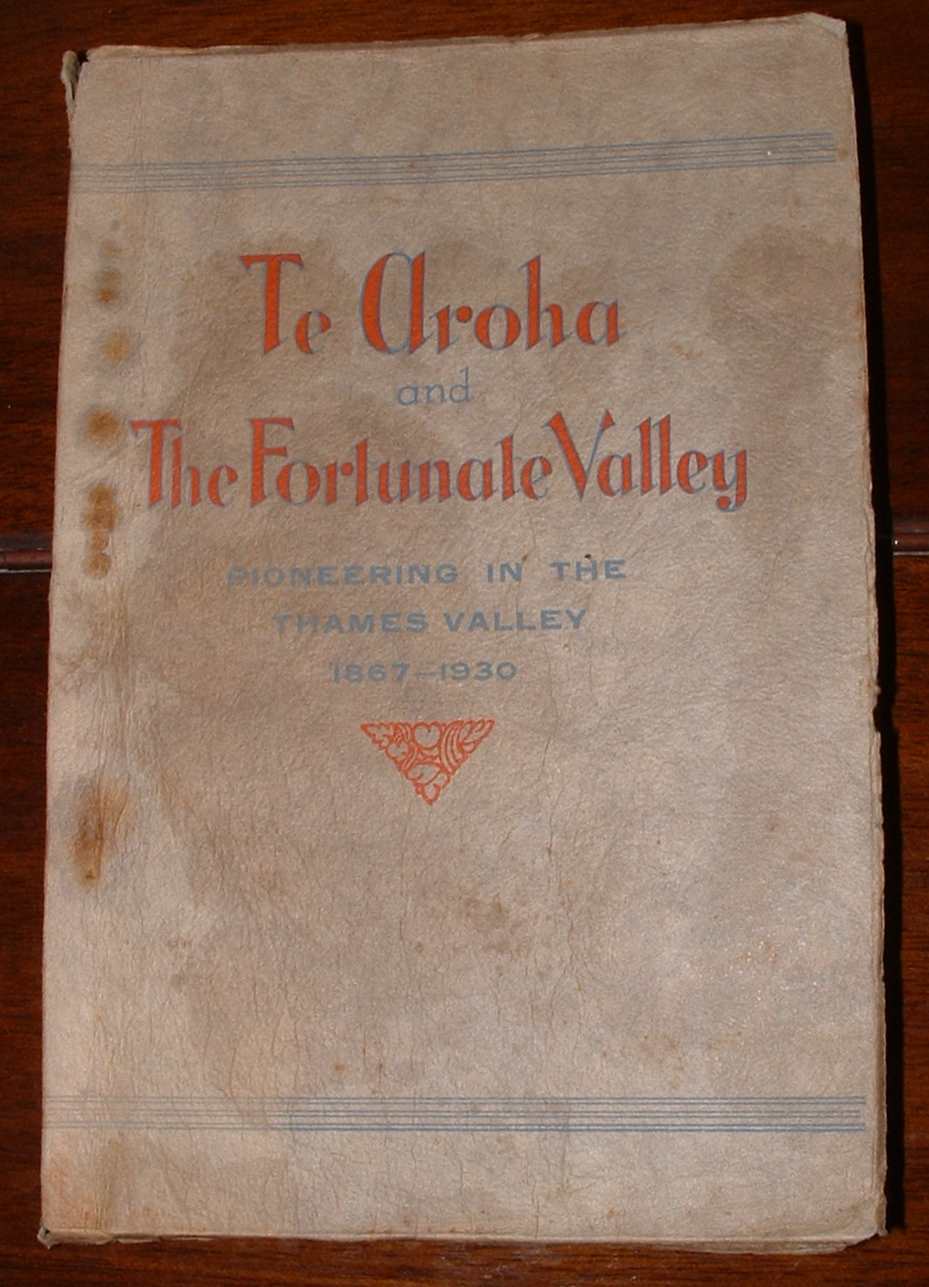 Te Aroha
and
The Fortunate Valley
PIONEERING IN THE
THAMES VALLEY
1867—1930